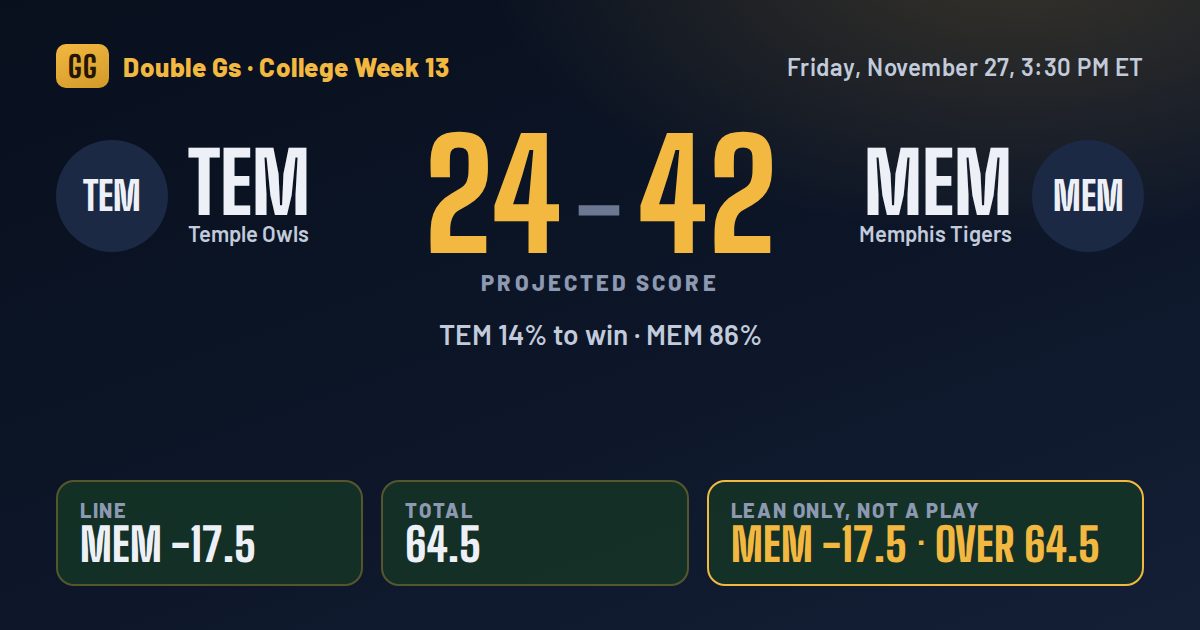 GG Double Gs · College Week 13
Friday, November 27, 3:30 PM ET
TEM
TEM
Temple Owls
24 – 42
MEM
Memphis Tigers
MEM
PROJECTED SCORE
TEM 14% to win · MEM 86%
LINE
MEM −17.5
TOTAL
64.5
LEAN ONLY, NOT A PLAY
MEM −17.5 · OVER 64.5